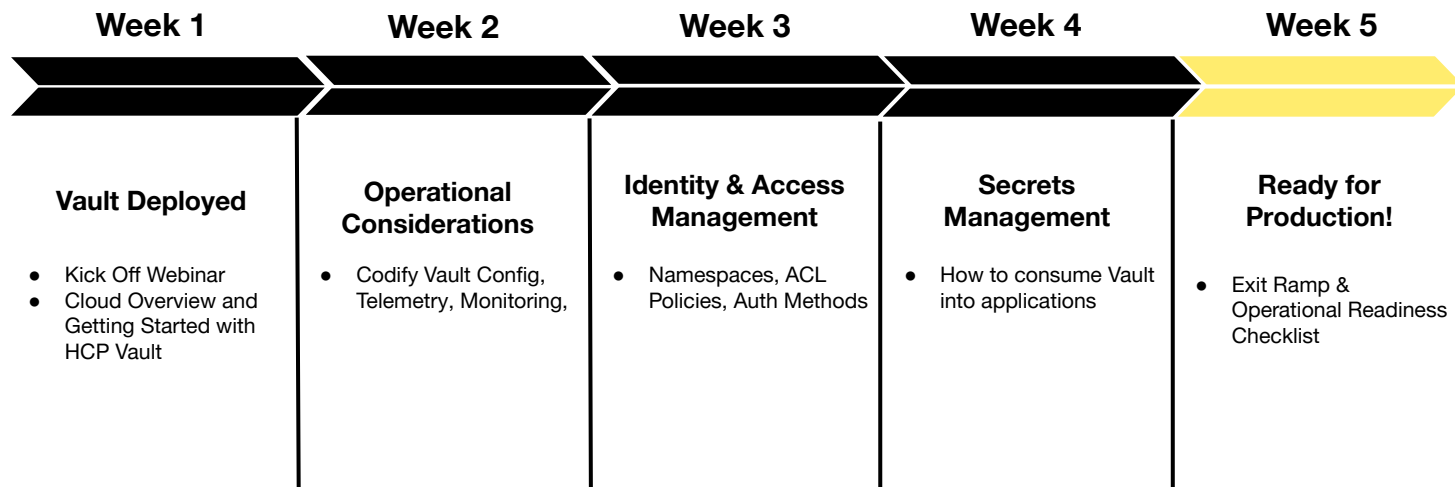 Week 1
Week 2
Week 3
Week 4
Week 5
Vault Deployed
● Kick Off Webinar
● Cloud Overview and
Getting Started with
HCP Vault
Operational
Considerations
● Codify Vault Config,
Telemetry, Monitoring,
Identity & Access
Management
● Namespaces, ACL
Policies, Auth Methods
Secrets
Management
● How to consume Vault
into applications
Ready for
Production!
● Exit Ramp &
Operational Readiness
Checklist